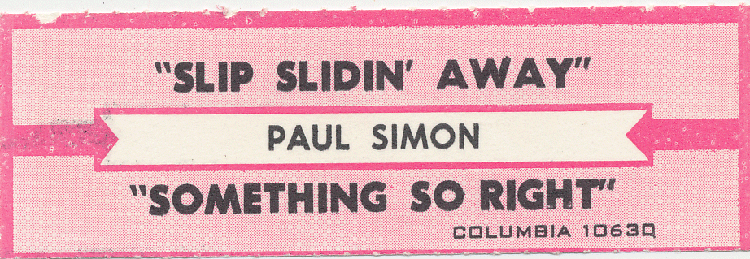 "SLIP SLIDIN' AWAY"
PAUL SIMON
"SOMETHING SO RIGHT"
COLUMBIA 10630